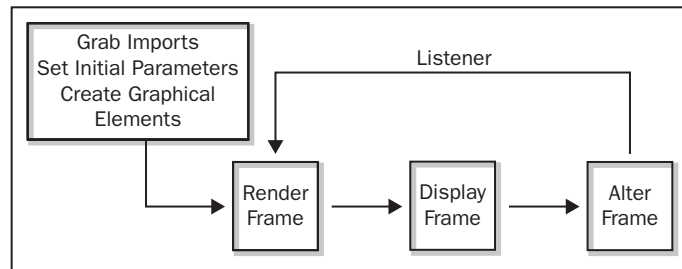 Grab Imports
Set Initial Parameters
Create Graphical
Elements
Listener
Render
Frame
Display
Frame
Alter
Frame